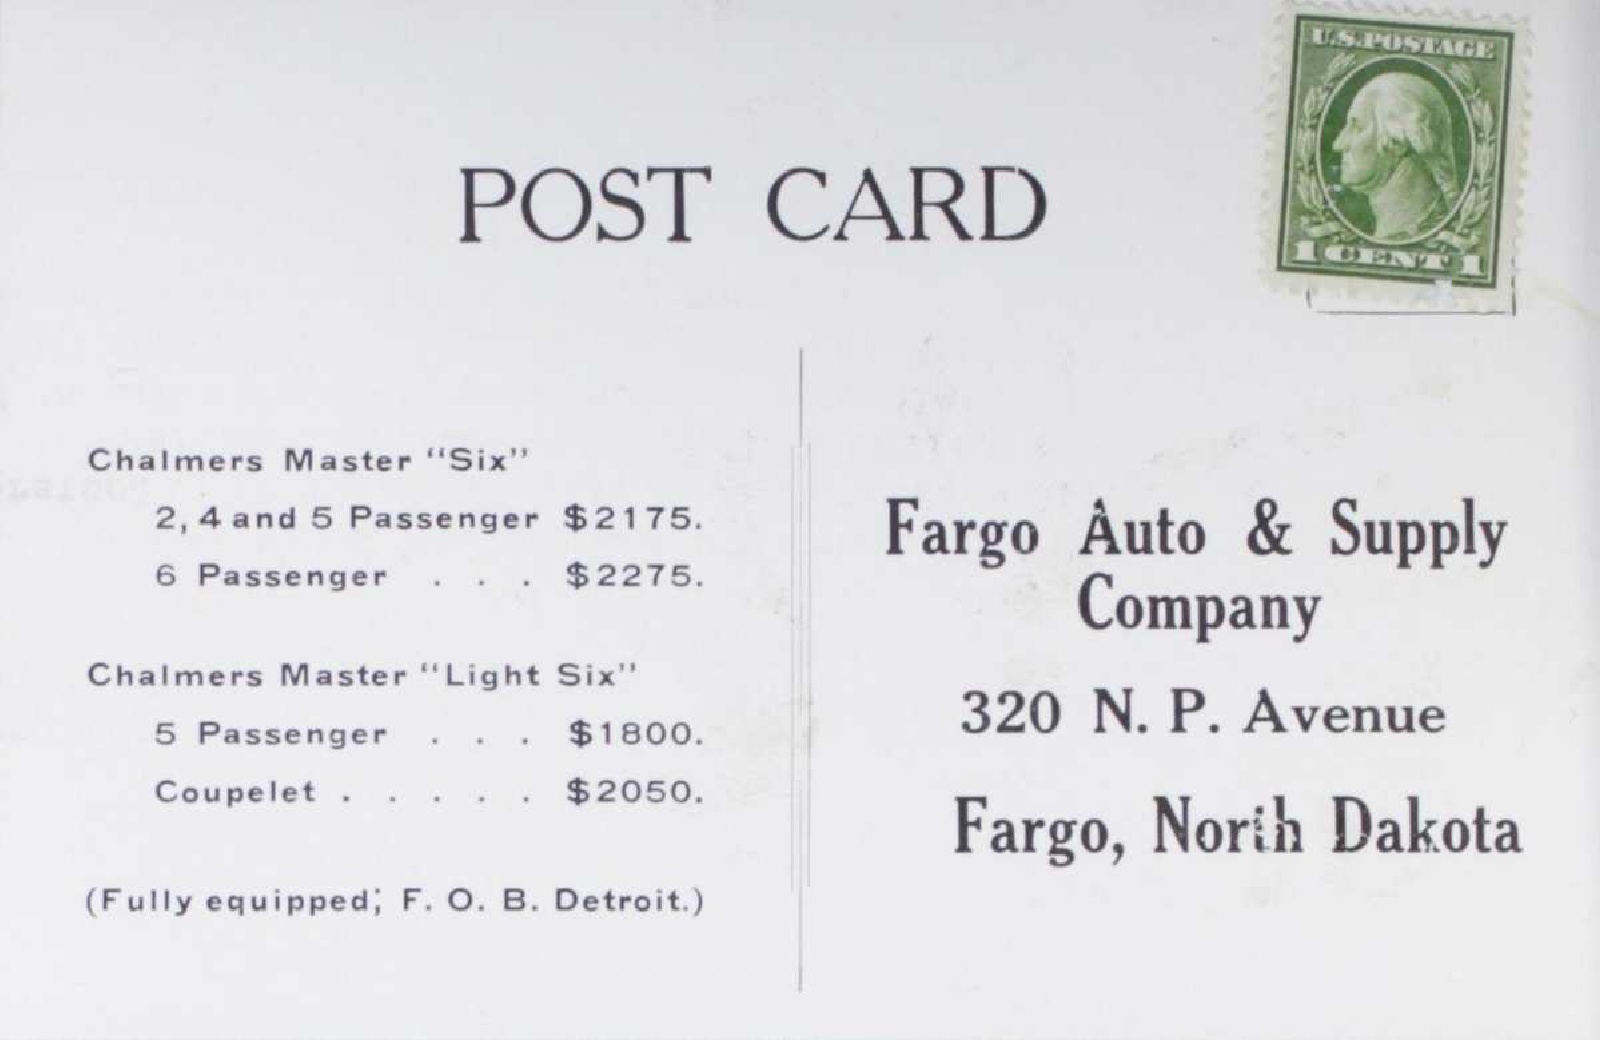 U.S.POSTAGE
1 CENT 1
POST CARD
Chalmers Master "Six"
2, 4 and 5 Passenger $2175.
6 Passenger . . . $2275.
Chalmers Master "Light Six"
5 Passenger . . . $1800.
Coupelet . . . . . $2050.
(Fully equipped; F. O. B. Detroit.)
Fargo Auto & Supply
Company
320 N. P. Avenue
Fargo, North Dakota